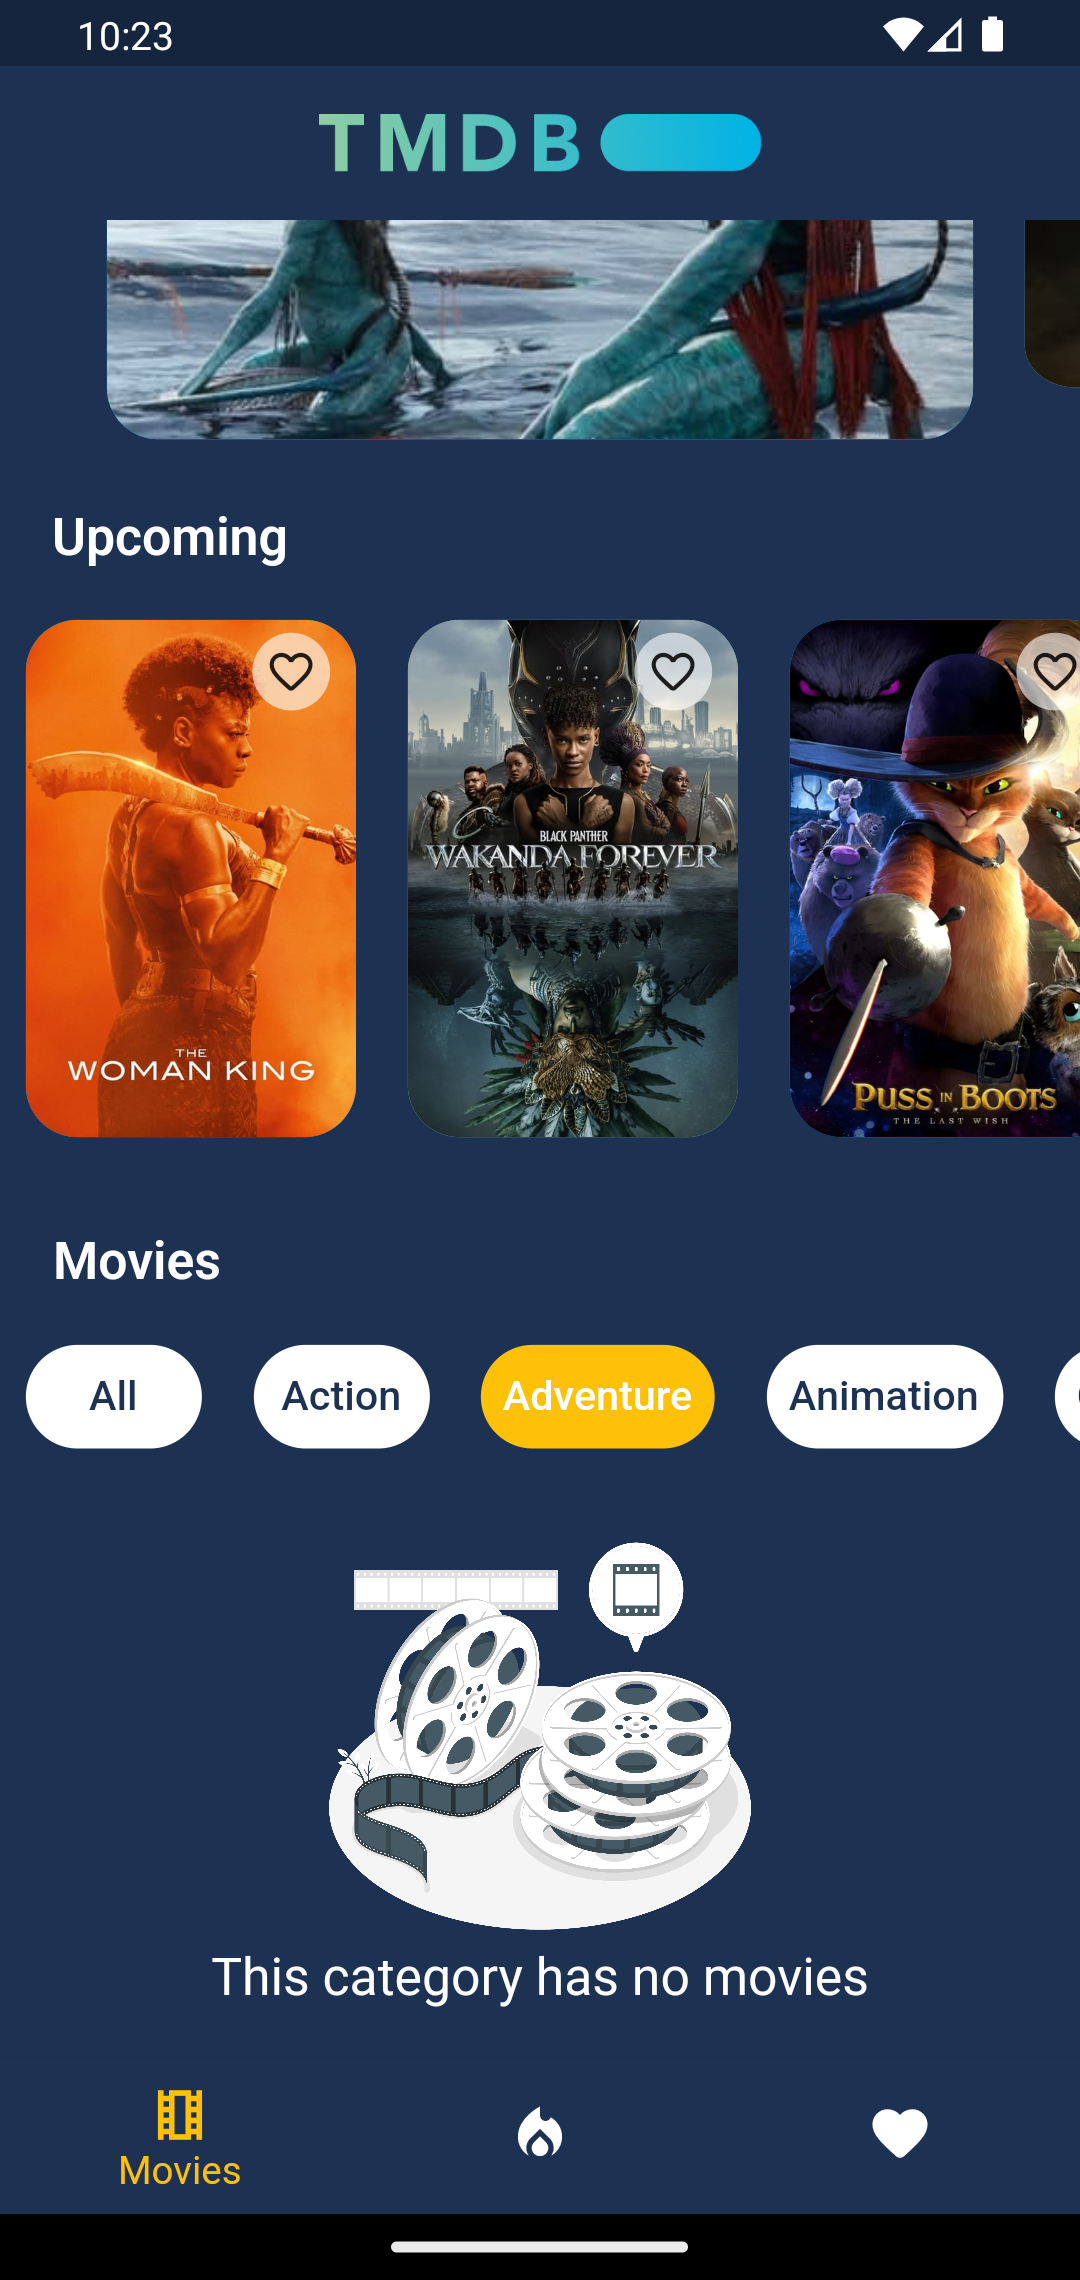 10:23
TMDB
Upcoming
THE
WOMAN KING
BLACK PANTHER
WAKANDA FOREVER
PUSS IN BOOTS
THE LAST WISH
Movies
All
Action
Adventure
Animation
This category has no movies
Movies